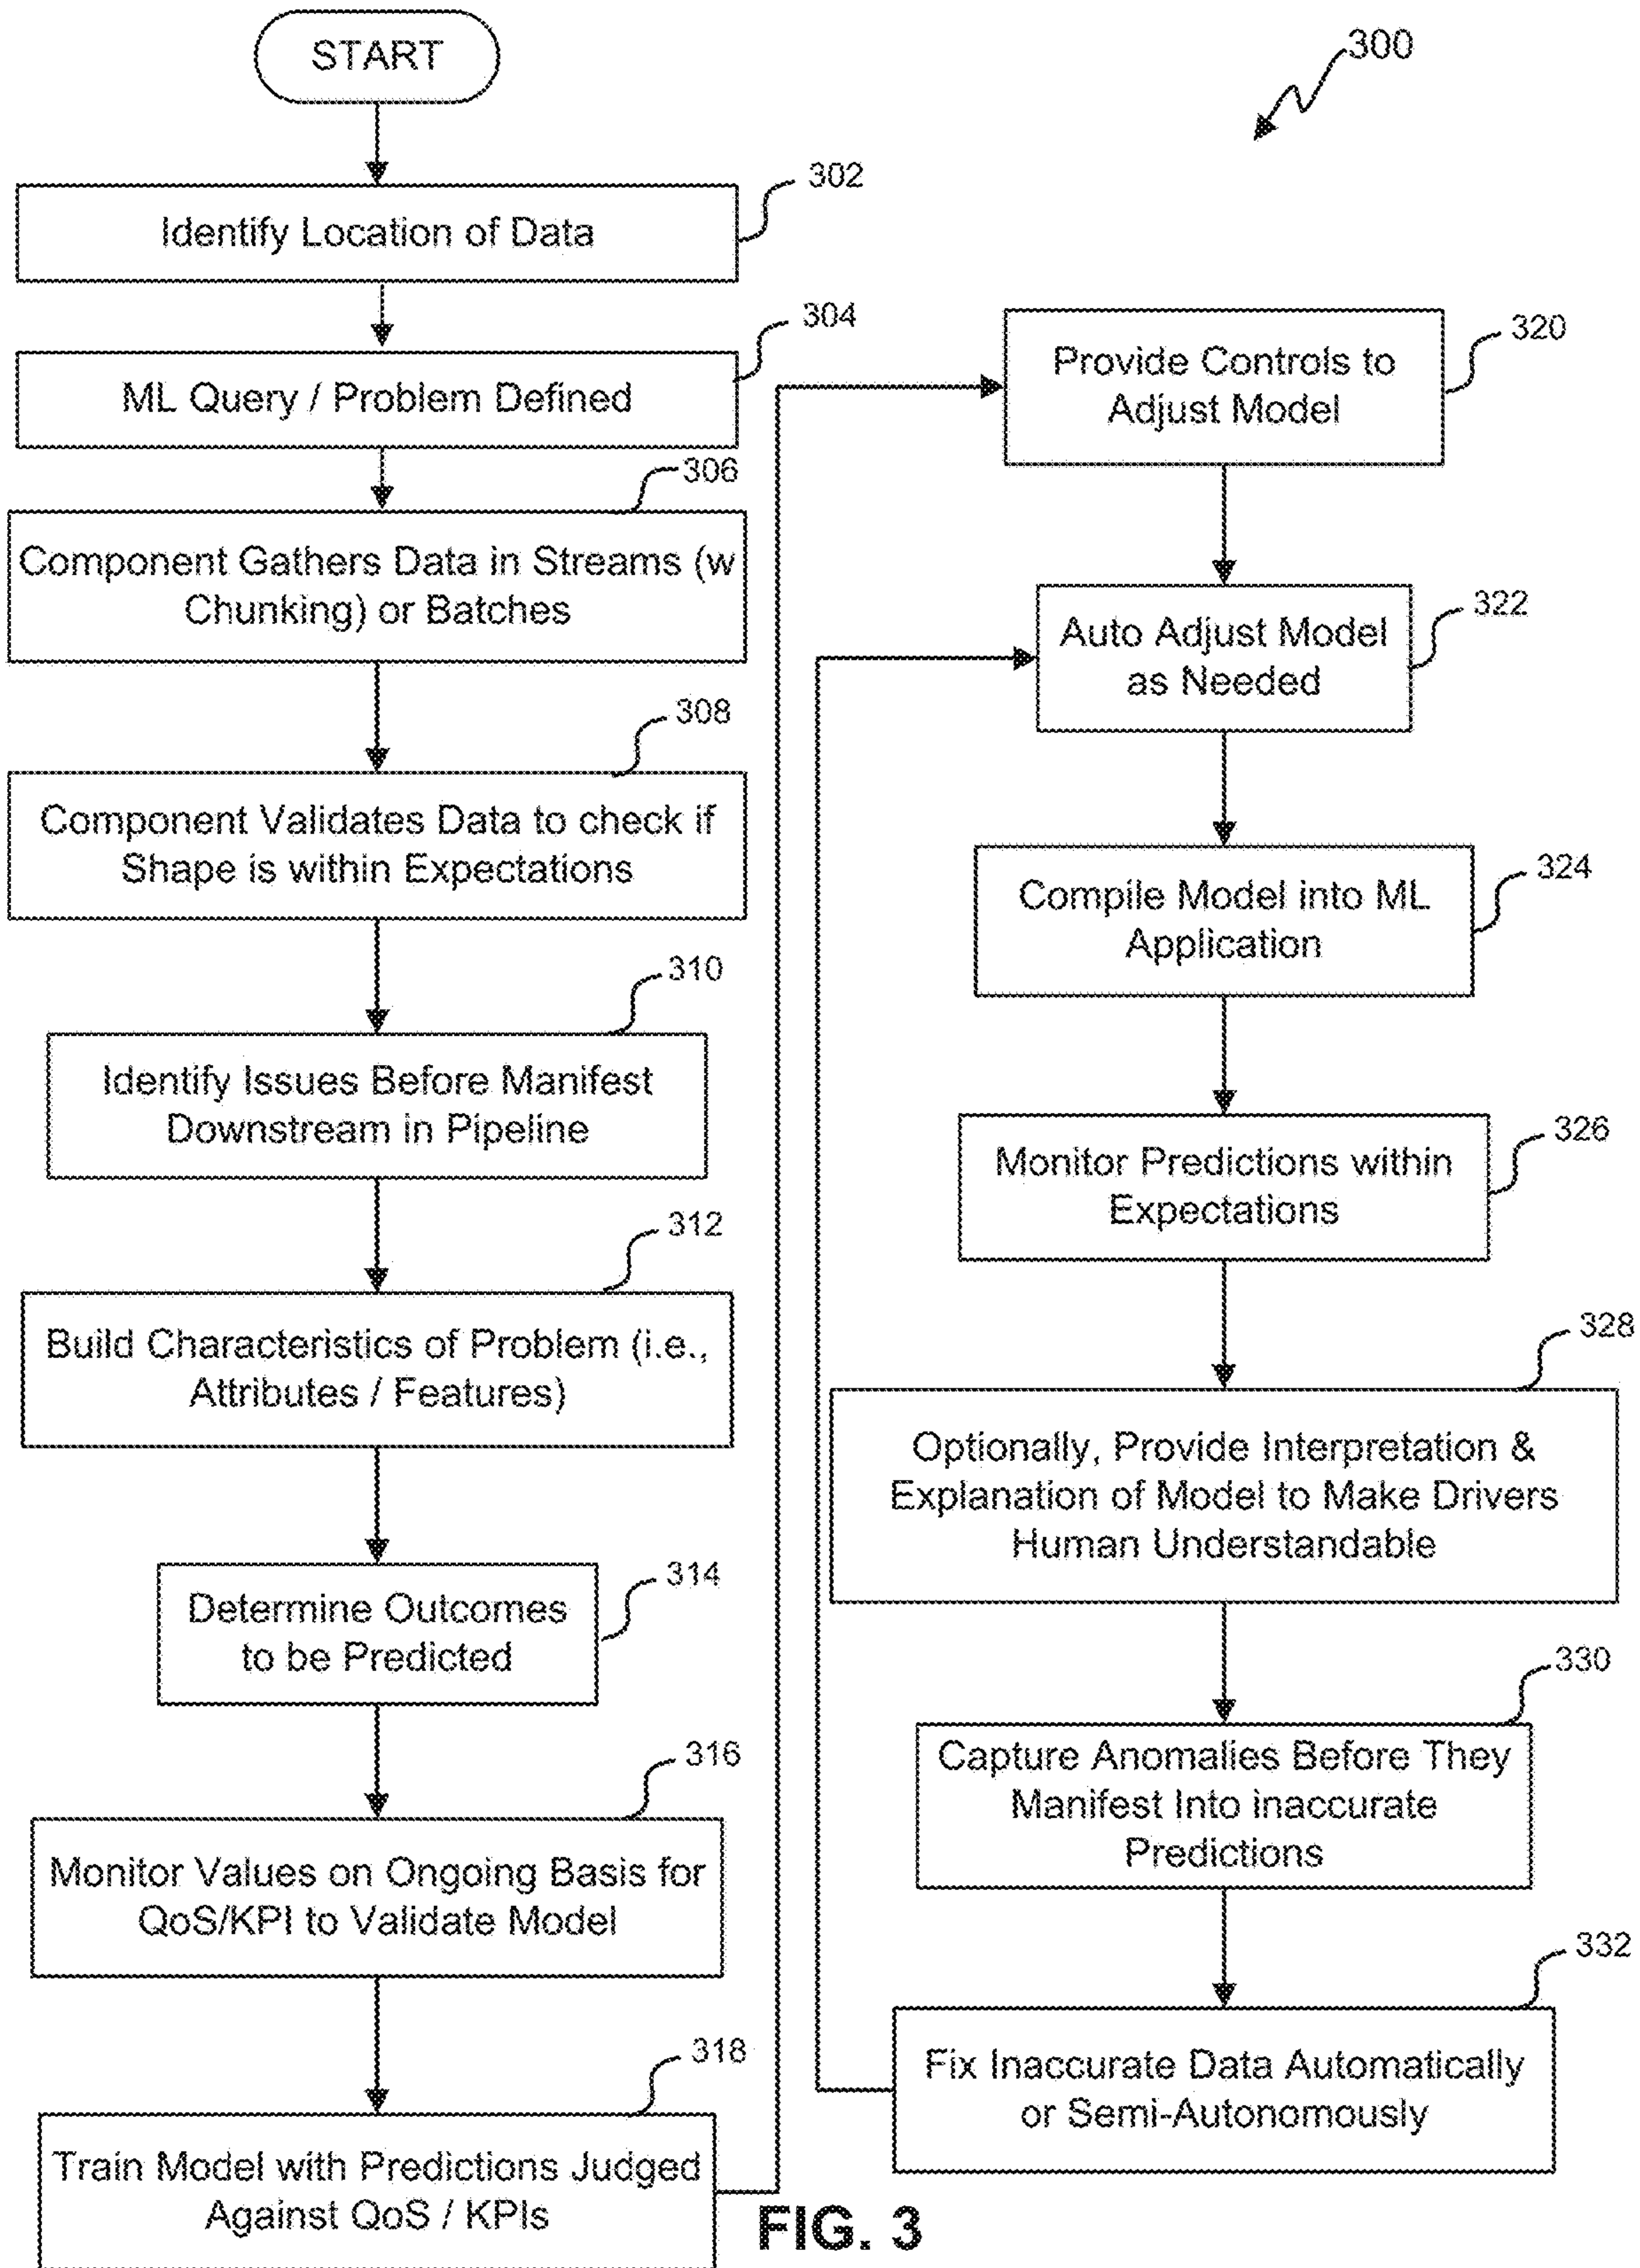 START
300
302
Identify Location of Data
304
ML Query / Problem Defined
306
Component Gathers Data in Streams (w
Chunking) or Batches
308
Component Validates Data to check if
Shape is within Expectations
310
Identify Issues Before Manifest
Downstream in Pipeline
312
Build Characteristics of Problem (i.e.,
Attributes / Features)
314
Determine Outcomes
to be Predicted
316
Monitor Values on Ongoing Basis for
QoS/KPI to Validate Model
318
Train Model with Predictions Judged
Against QoS / KPIs
320
Provide Controls to
Adjust Model
322
Auto Adjust Model
as Needed
324
Compile Model into ML
Application
326
Monitor Predictions within
Expectations
328
Optionally, Provide Interpretation &
Explanation of Model to Make Drivers
Human Understandable
330
Capture Anomalies Before They
Manifest Into inaccurate
Predictions
332
Fix Inaccurate Data Automatically
or Semi-Autonomously
FIG. 3